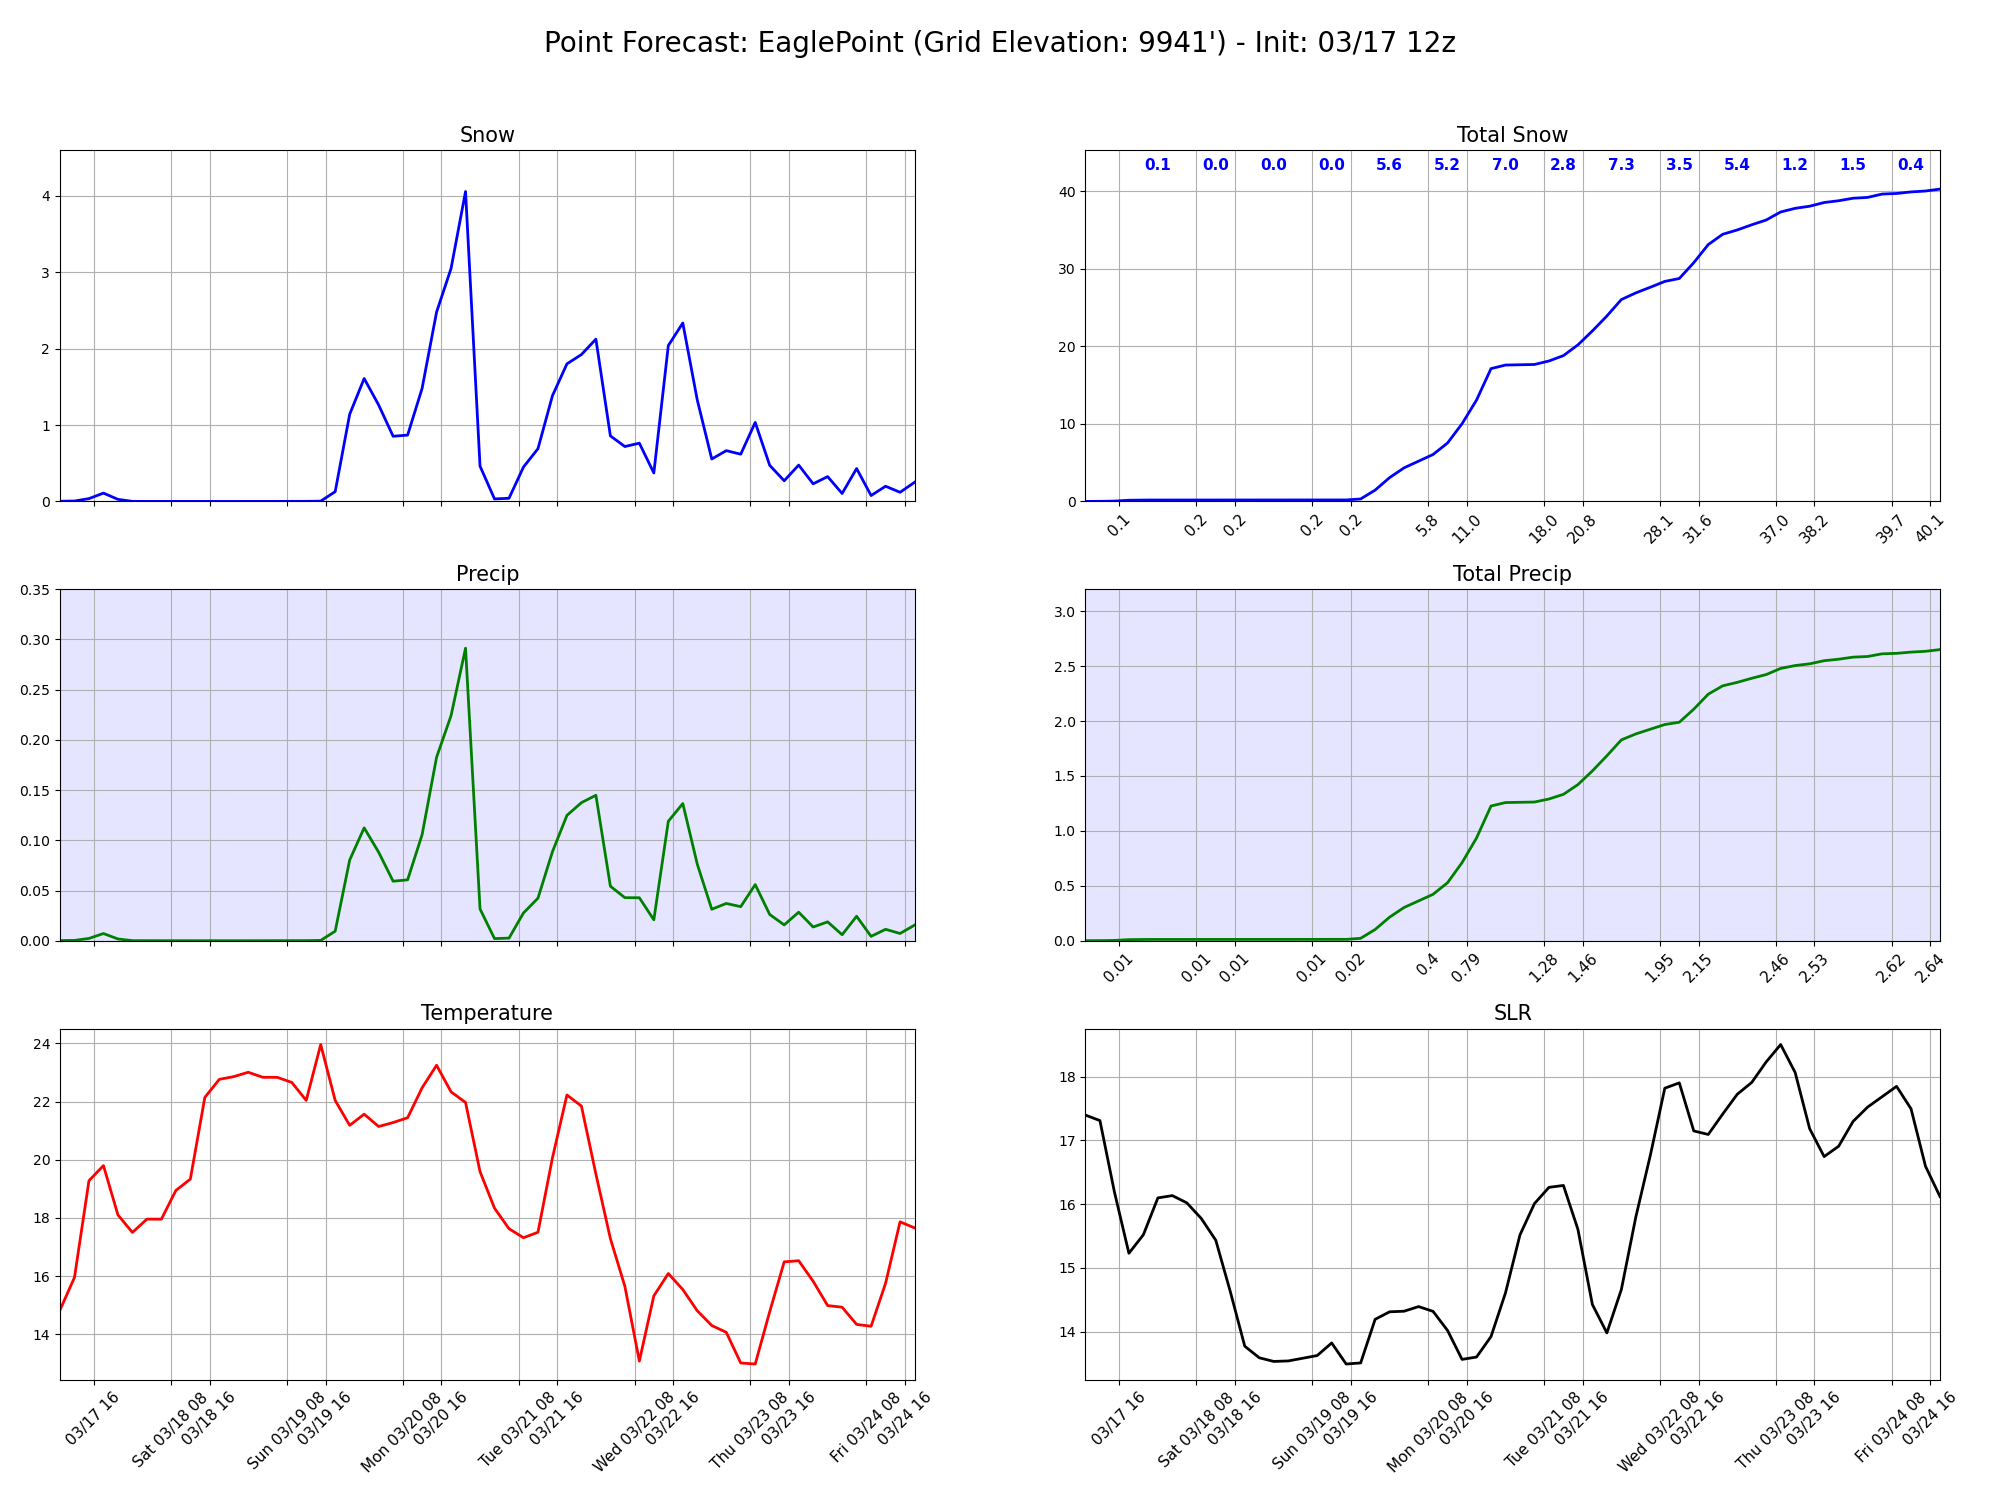 Point Forecast: EaglePoint (Grid Elevation: 9941') - Init: 03/17 12z
Snow
4
3
2
1
0
Total Snow
0.1 0.0 0.0 0.0 5.6 5.2 7.0 2.8 7.3 3.5 5.4 1.2 1.5 0.4
40
30
20
10
0
0.1 0.2 0.2 0.2 0.2 5.8 11.0 18.0 20.8 28.1 31.6 37.0 38.2 39.7 40.1
Precip
0.35
0.30
0.25
0.20
0.15
0.10
0.05
0.00
Total Precip
3.0
2.5
2.0
1.5
1.0
0.5
0.0
0.01 0.01 0.01 0.01 0.02 0.4 0.79 1.28 1.46 1.95 2.15 2.46 2.53 2.62 2.64
Temperature
24
22
20
18
16
14
03/17 16
Sat 03/18 08
03/18 16
Sun 03/19 08
03/19 16
Mon 03/20 08
03/20 16
Tue 03/21 08
03/21 16
Wed 03/22 08
03/22 16
Thu 03/23 08
03/23 16
Fri 03/24 08
03/24 16
SLR
18
17
16
15
14
03/17 16
Sat 03/18 08
03/18 16
Sun 03/19 08
03/19 16
Mon 03/20 08
03/20 16
Tue 03/21 08
03/21 16
Wed 03/22 08
03/22 16
Thu 03/23 08
03/23 16
Fri 03/24 08
03/24 16